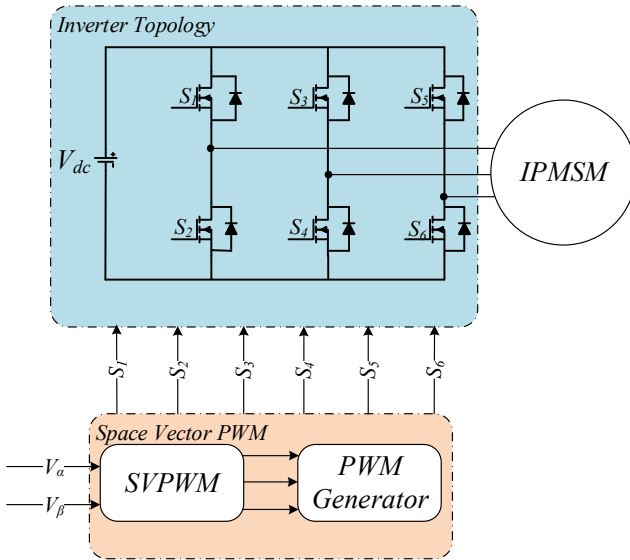 Inverter Topology
S1 S3 S5
Vdc
IPMSM
S2 S4 S6
S1 S2 S3 S4 S5 S6
Space Vector PWM
Vα
SVPWM
PWM
Generator
Vβ